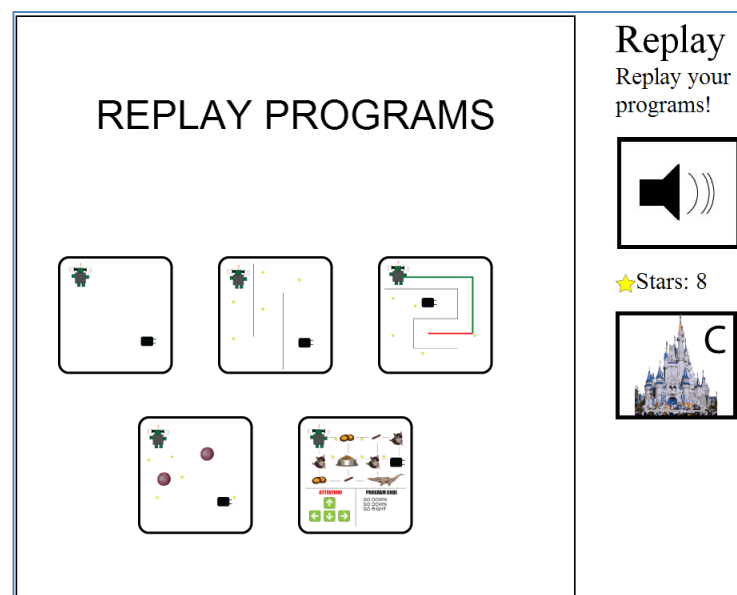 REPLAY PROGRAMS
Replay
Replay your
programs!
Stars: 8
C
ATTENTION!
PROGRAM CODE
GO DOWN
GO DOWN
GO RIGHT